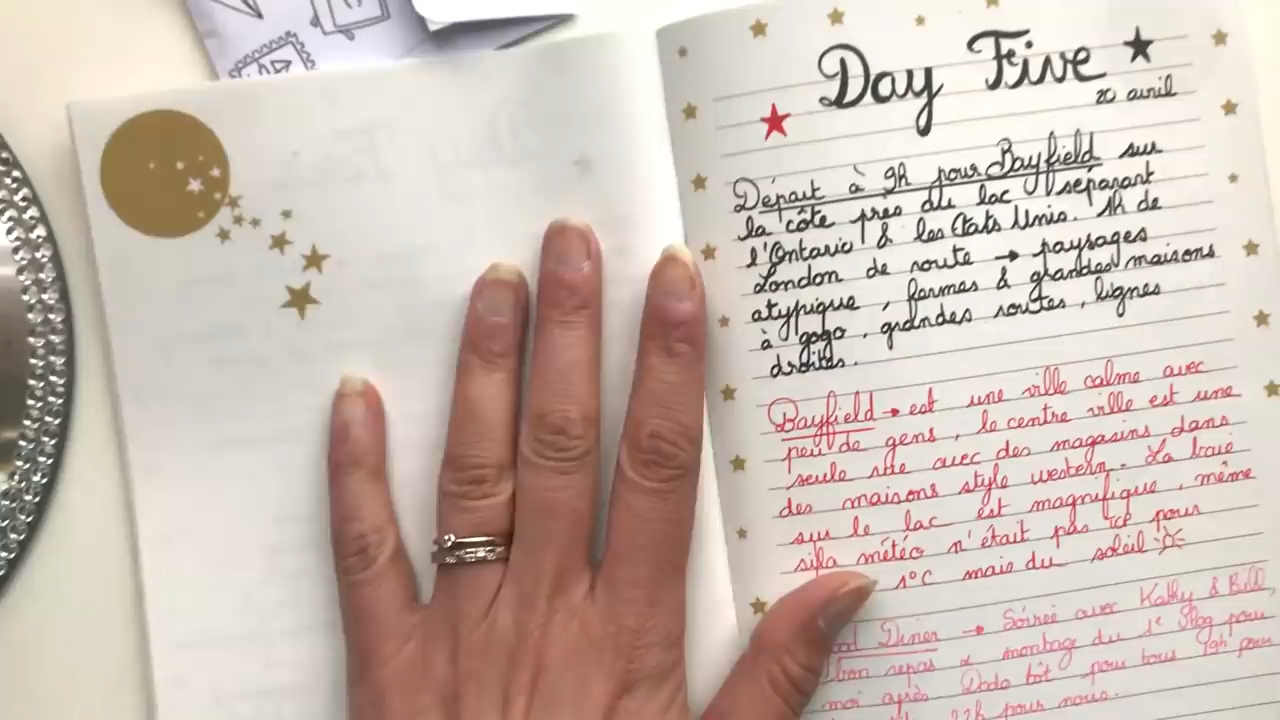 Day Five
20 avril
Départ à 9h pour Bayfield sur
la côte près du lac séparant
l'Ontario & les Etats Unis. 1h de
London de route → paysages
atypique, fermes & grandes maisons
à gogo, grandes routes, lignes
droites.
Bayfield → est une ville calme avec
peu de gens, le centre ville est une
seule rue avec des magasins dans
des maisons style western. La baie
sur le lac est magnifique, même
si la météo n'était pas top pour
1°C mais du soleil
Diner → Soirée avec Kathy & Bill,
bon repas & montage du 1e Vlog pour
moi après. Dodo tôt pour tous 19h pour
22h pour nous.